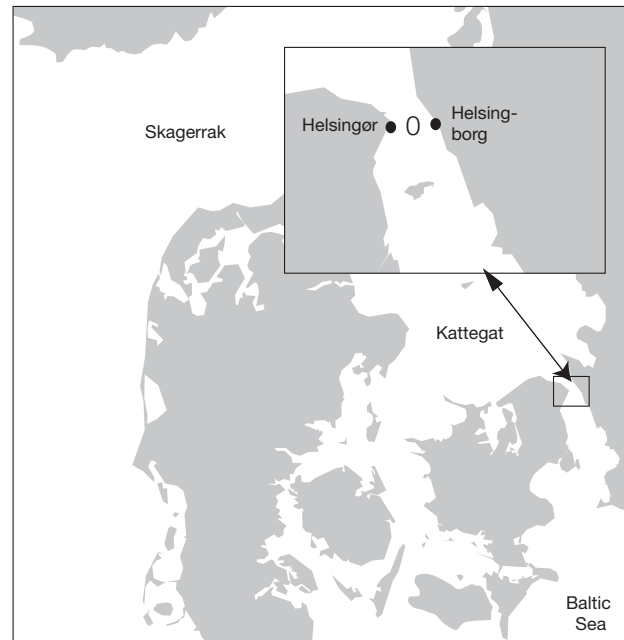 Skagerrak
Helsingør
0
Helsing-
borg
Kattegat
Baltic
Sea